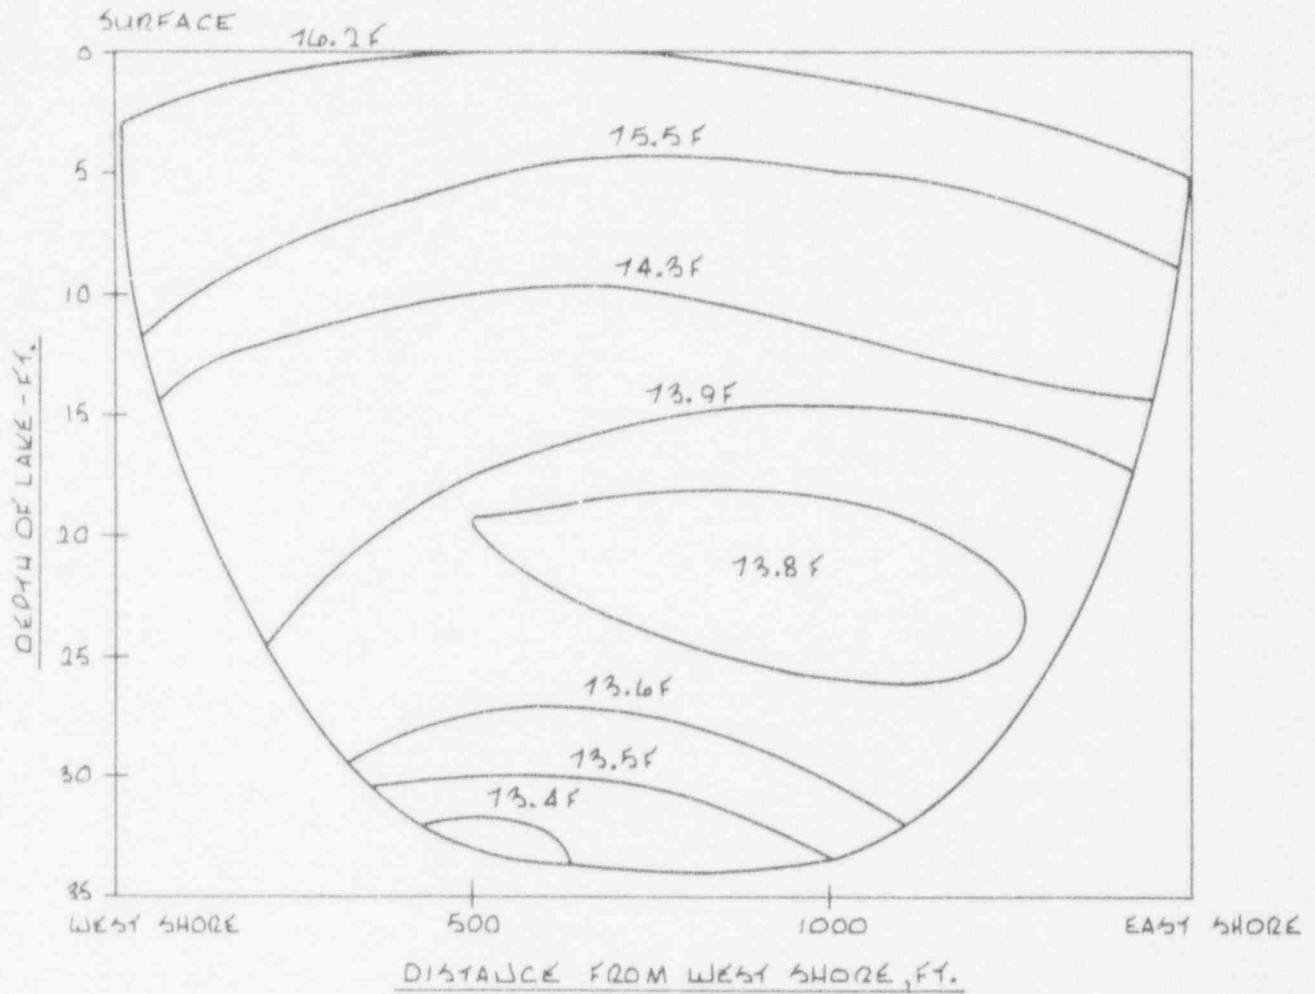 SURFACE
16.2F
0
15.5F
5
14.3F
10
13.9F
15
20
13.8F
25
13.6F
13.5F
30
13.4F
35
WEST SHORE
500
1000
EAST SHORE
DEPTH OF LAKE - FT.
DISTANCE FROM WEST SHORE, FT.